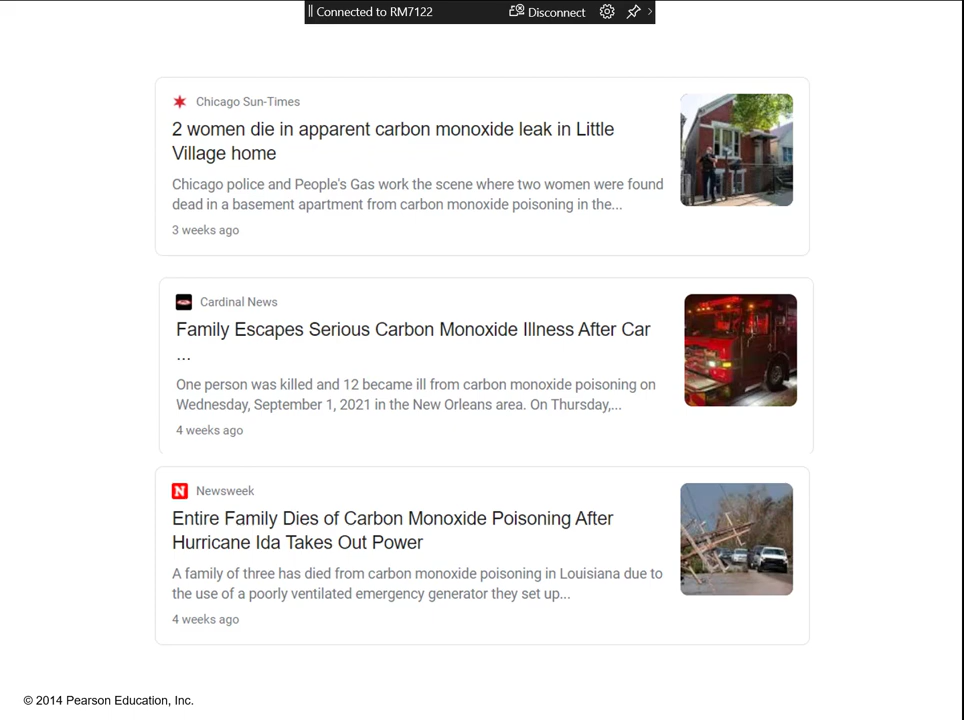 Connected to RM7122
Disconnect
Chicago Sun-Times
2 women die in apparent carbon monoxide leak in Little
Village home
Chicago police and People's Gas work the scene where two women were found
dead in a basement apartment from carbon monoxide poisoning in the...
3 weeks ago
Cardinal News
Family Escapes Serious Carbon Monoxide Illness After Car
...
One person was killed and 12 became ill from carbon monoxide poisoning on
Wednesday, September 1, 2021 in the New Orleans area. On Thursday,...
4 weeks ago
N
Newsweek
Entire Family Dies of Carbon Monoxide Poisoning After
Hurricane Ida Takes Out Power
A family of three has died from carbon monoxide poisoning in Louisiana due to
the use of a poorly ventilated emergency generator they set up...
4 weeks ago
© 2014 Pearson Education, Inc.